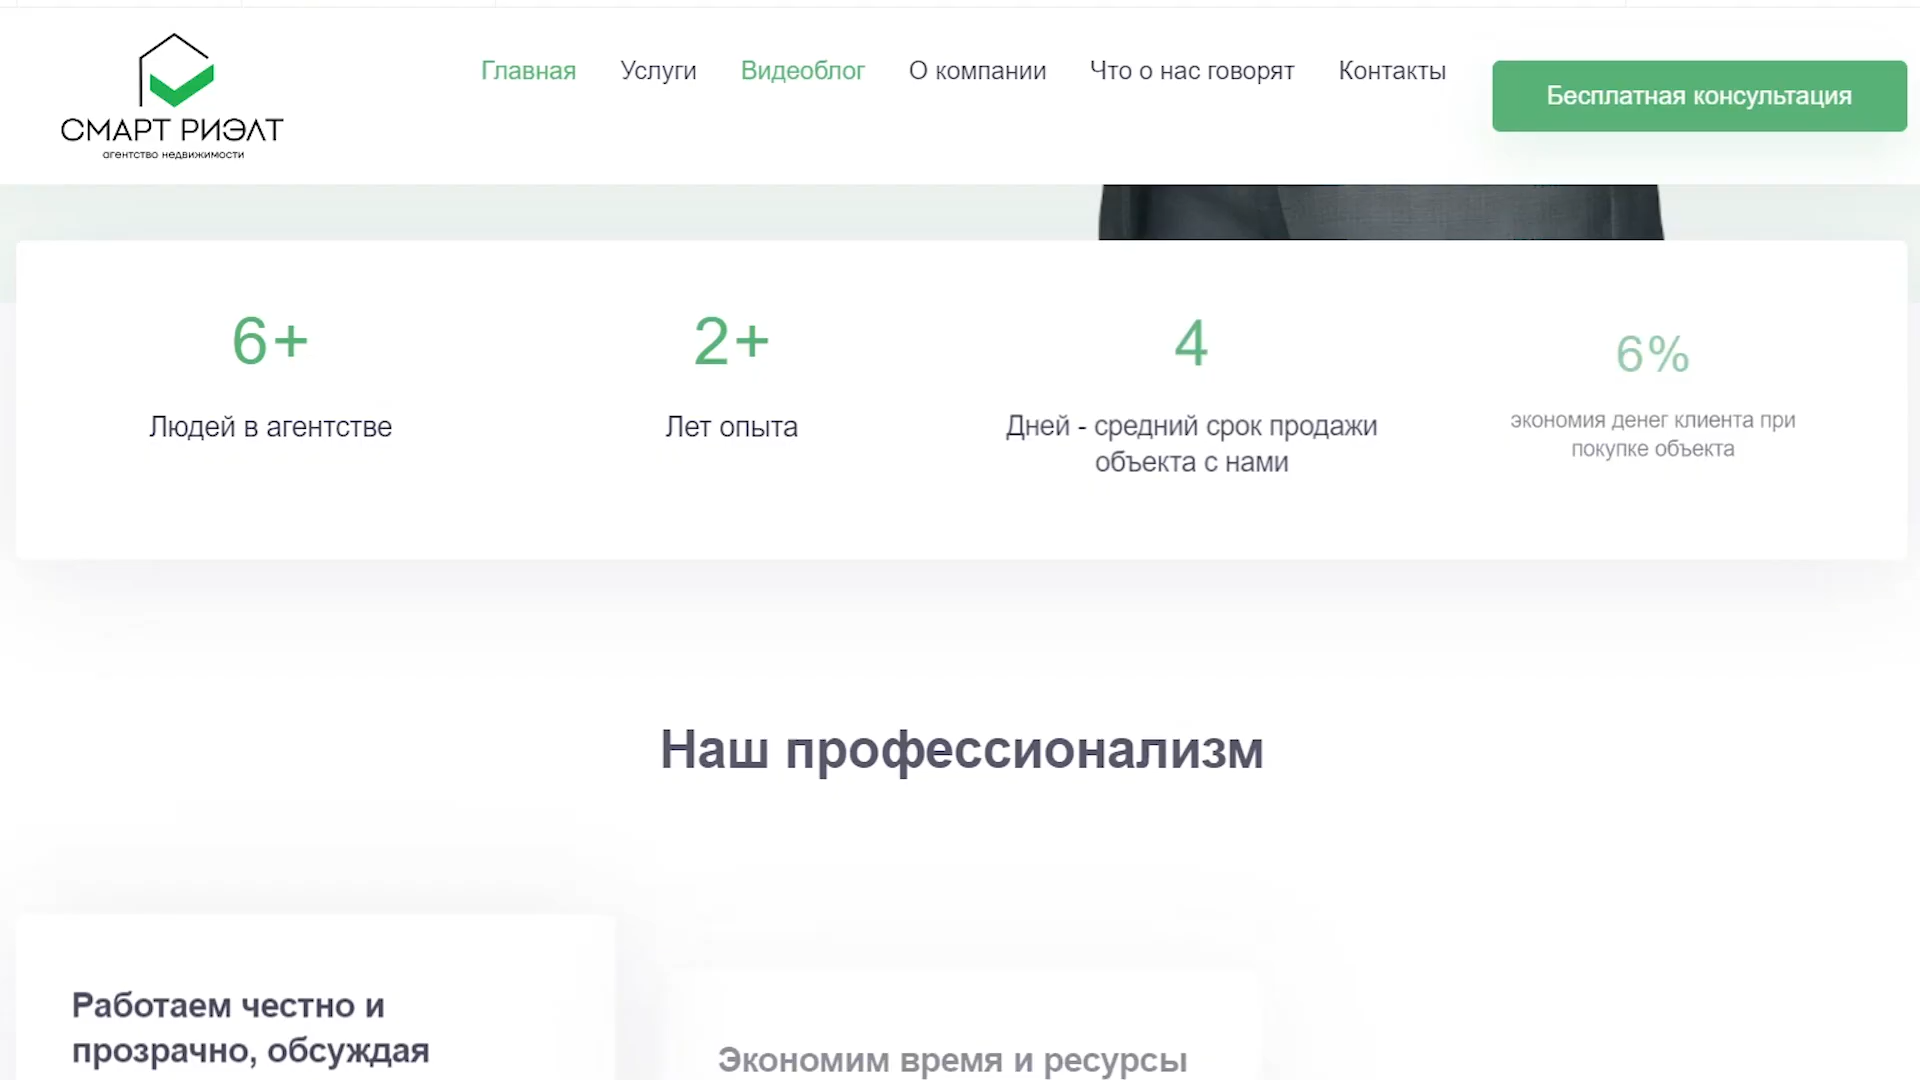 СМАРТ РИЭЛТ
агентство недвижимости
Главная
Услуги
Видеоблог
О компании
Что о нас говорят
Контакты
Бесплатная консультация
6+
Людей в агентстве
2+
Лет опыта
4
Дней - средний срок продажи
объекта с нами
6%
экономия денег клиента при
покупке объекта
Наш профессионализм
Работаем честно и
прозрачно, обсуждая
Экономим время и ресурсы